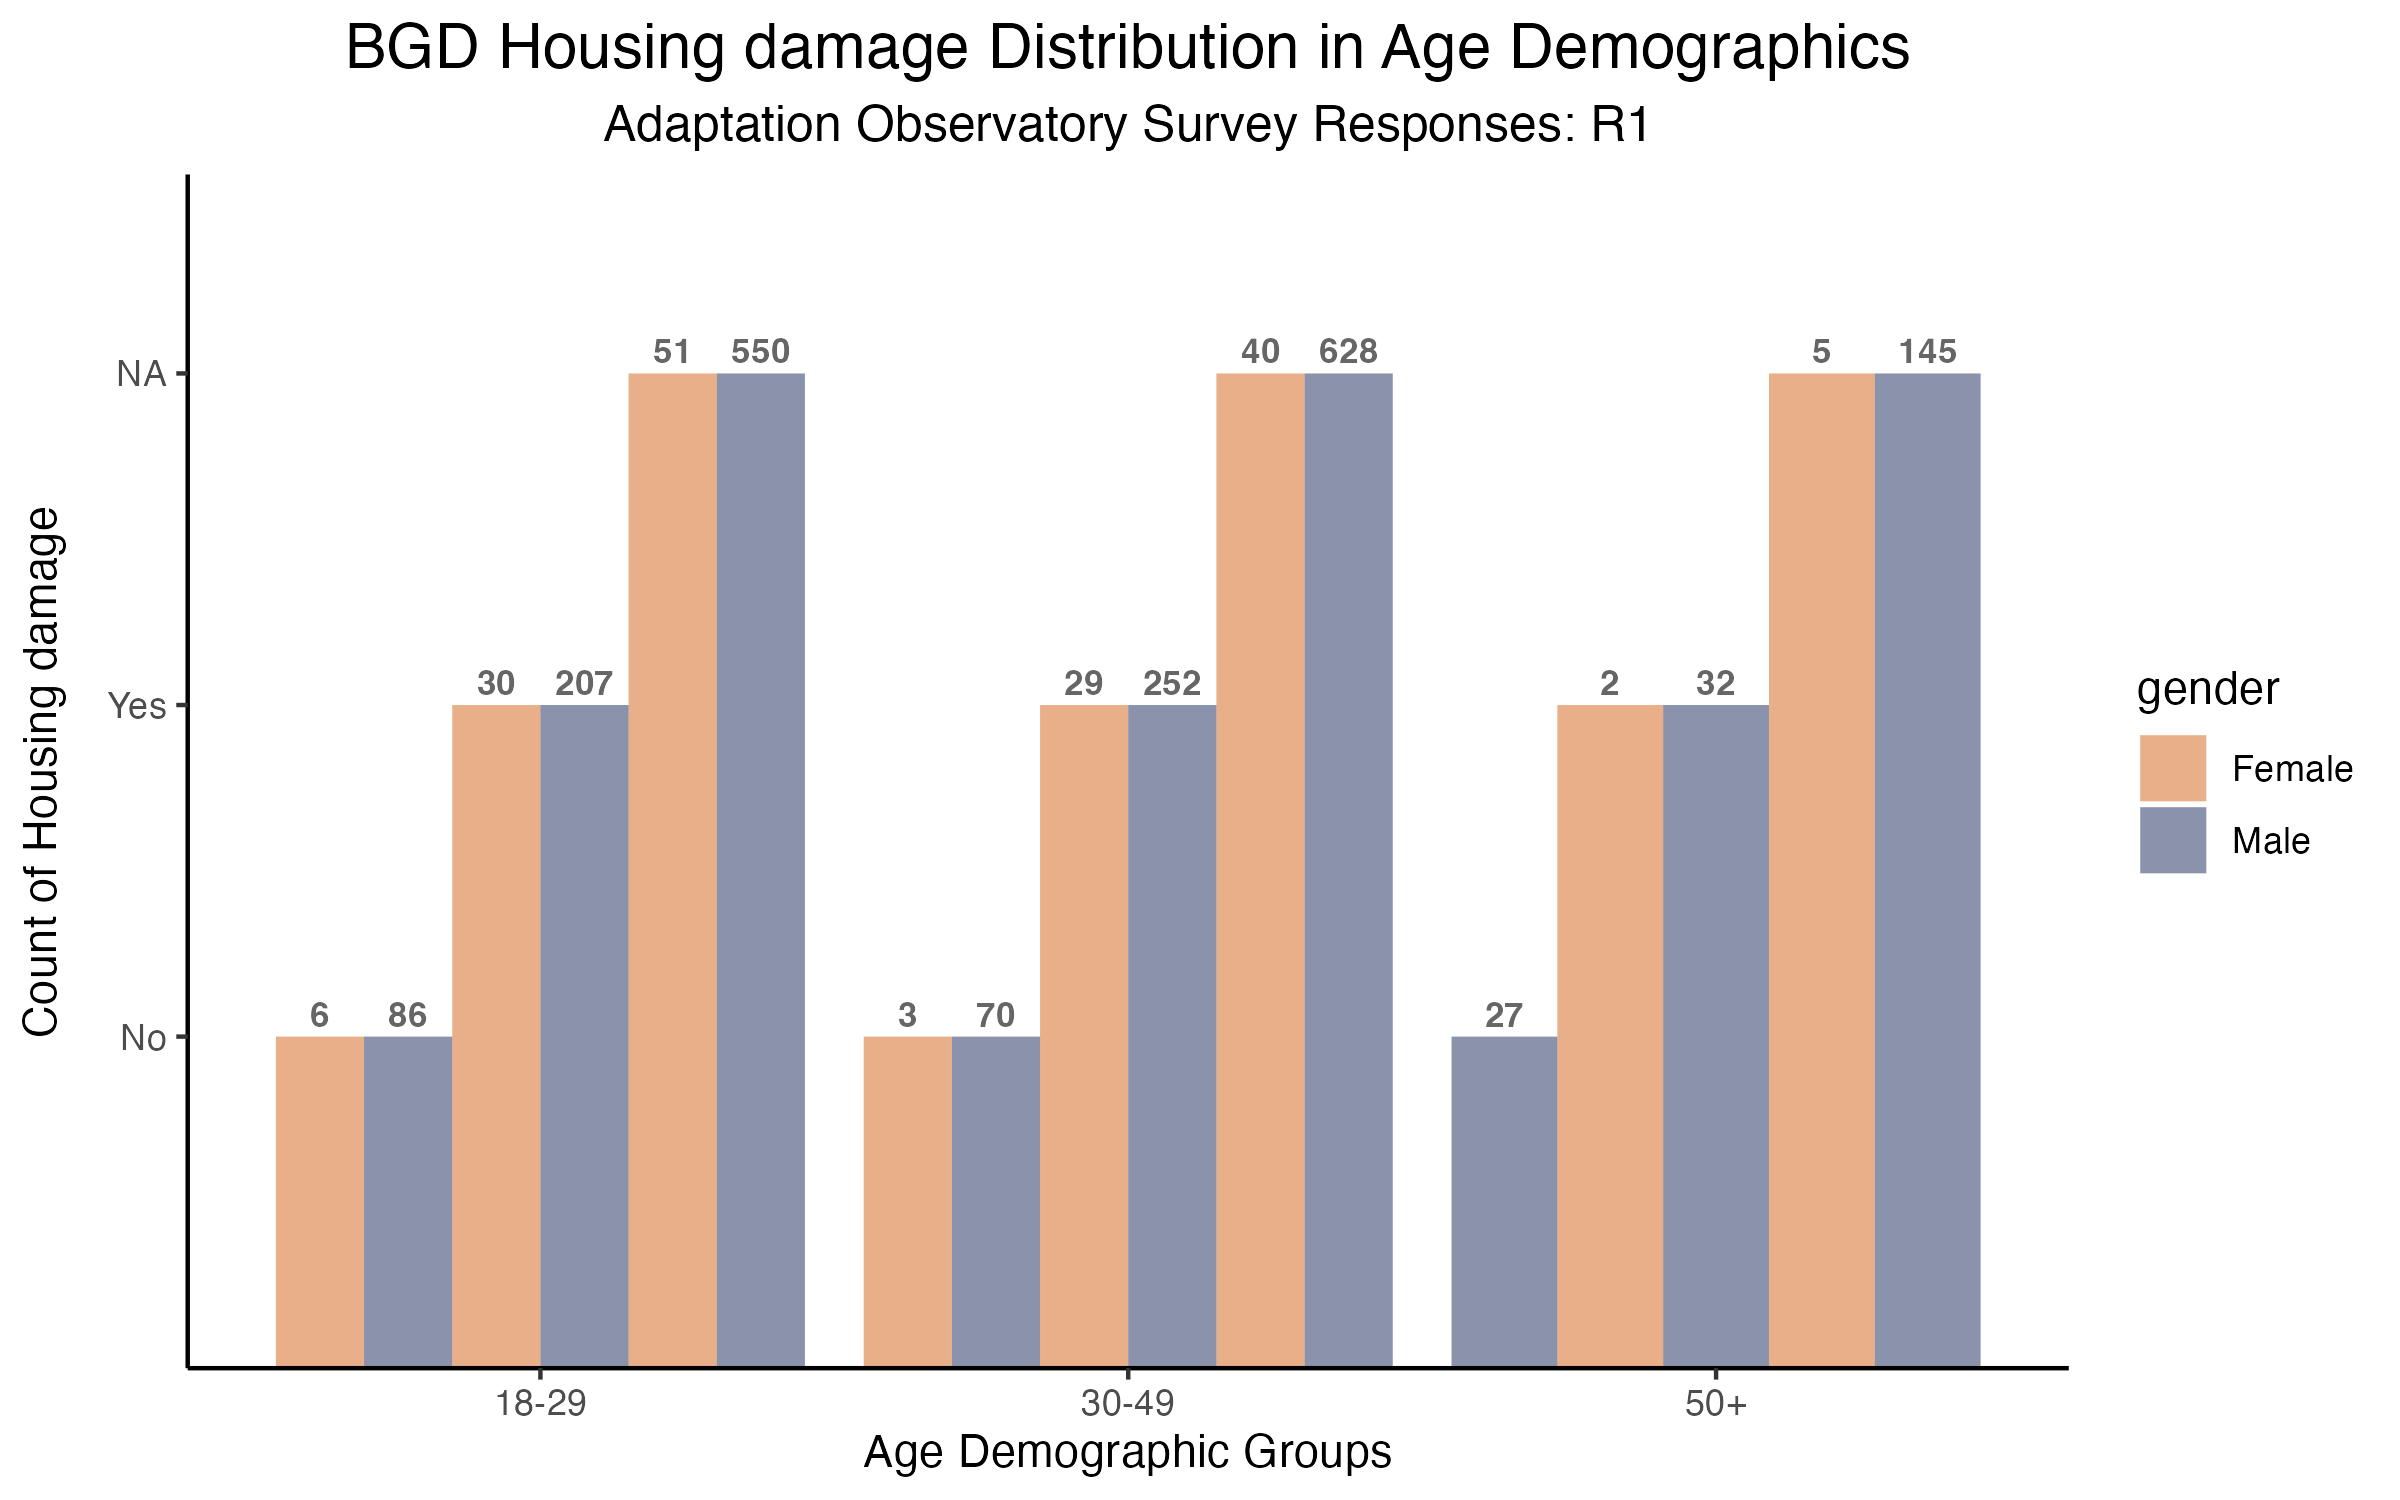 BGD Housing damage Distribution in Age Demographics
Adaptation Observatory Survey Responses: R1
Count of Housing damage
NA
Yes
No
51 550
40 628
5 145
30 207
29 252
2 32
6 86
3 70
27
18-29
30-49
50+
Age Demographic Groups
gender
Female
Male